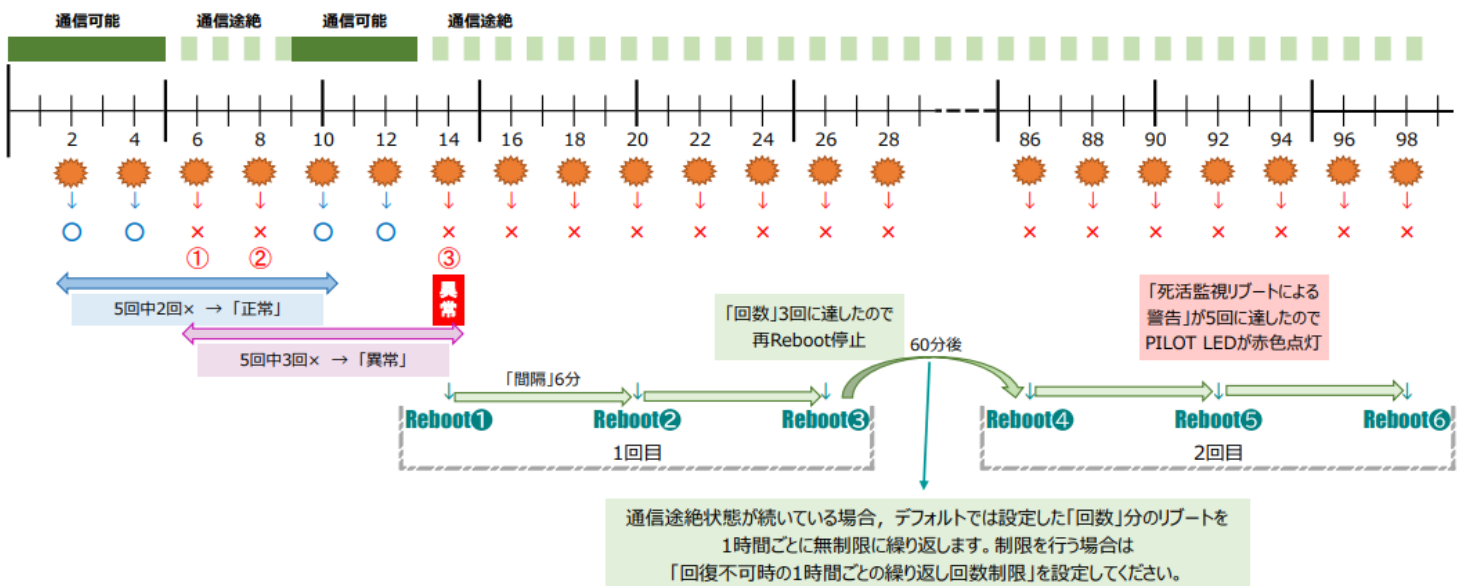 通信可能 通信途絶 通信可能 通信途絶
2 4 6 8 10 12 14 16 18 20 22 24 26 28 86 88 90 92 94 96 98
↓ ↓ ↓ ↓ ↓ ↓ ↓ ↓ ↓ ↓ ↓ ↓ ↓ ↓ ↓ ↓ ↓ ↓ ↓ ↓ ↓
○ ○ × × ○ ○ × × × × × × × × × × × × × × ×
① ② ③
異常
5回中2回× → 「正常」
5回中3回× → 「異常」
「回数」3回に達したので
再Reboot停止
60分後
「死活監視リブートによる
警告」が5回に達したので
PILOT LEDが赤色点灯
「間隔」6分
Reboot❶ Reboot❷ Reboot❸ Reboot❹ Reboot❺ Reboot❻
1回目 2回目
通信途絶状態が続いている場合，デフォルトでは設定した「回数」分のリブートを
1時間ごとに無制限に繰り返します。制限を行う場合は
「回復不可時の1時間ごとの繰り返し回数制限」を設定してください。